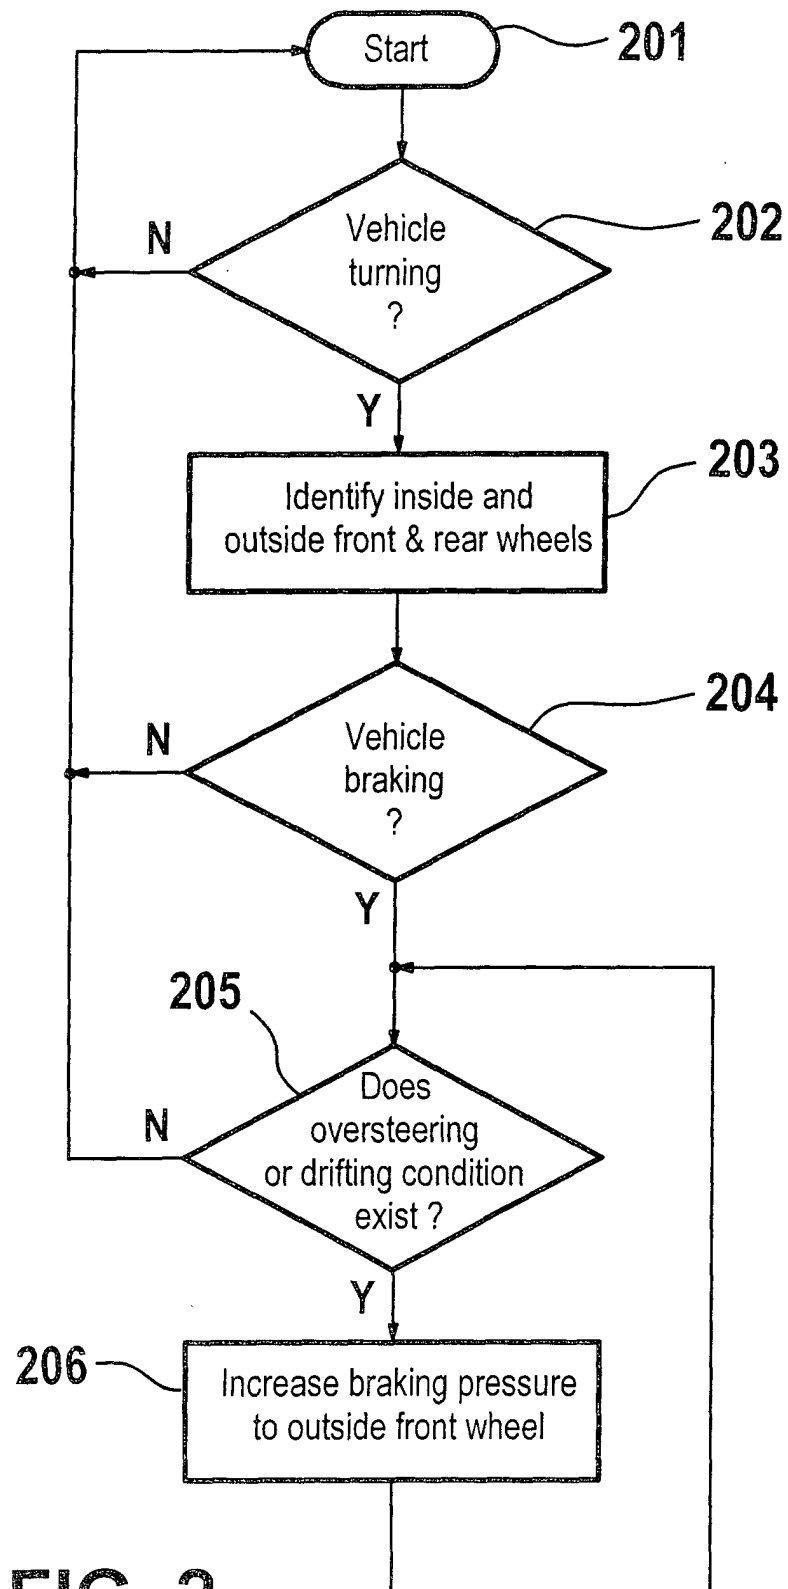 Start
201
Vehicle
turning
?
202
N
Y
Identify inside and
outside front & rear wheels
203
Vehicle
braking
?
204
N
Y
205
Does
oversteering
or drifting condition
exist ?
N
Y
206
Increase braking pressure
to outside front wheel